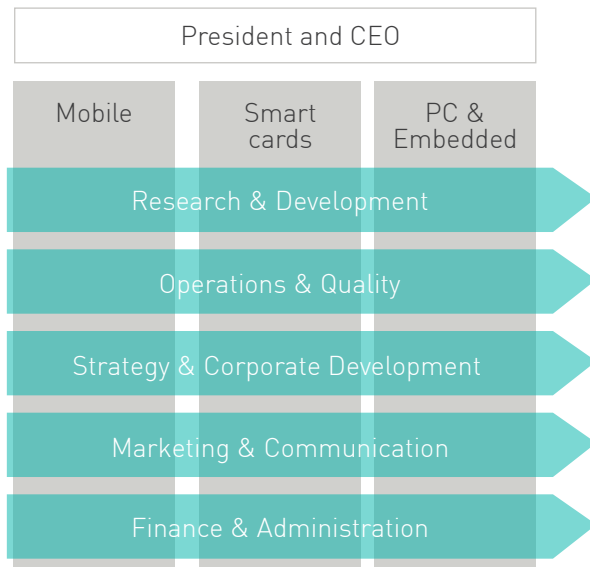 President and CEO
Mobile
Smart
cards
PC &
Embedded
Research & Development
Operations & Quality
Strategy & Corporate Development
Marketing & Communication
Finance & Administration